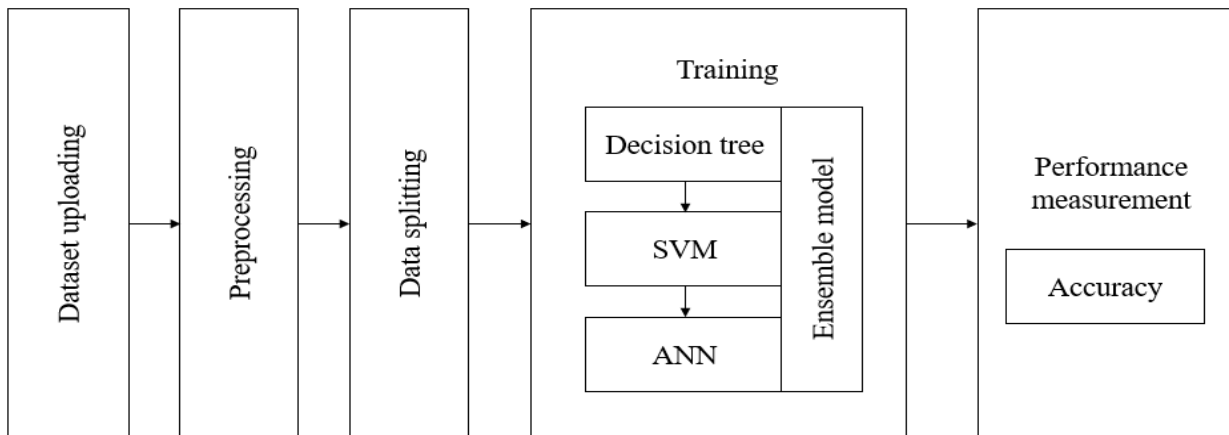 Dataset uploading
Preprocessing
Data splitting
Training
Decision tree
SVM
ANN
Ensemble model
Performance
measurement
Accuracy